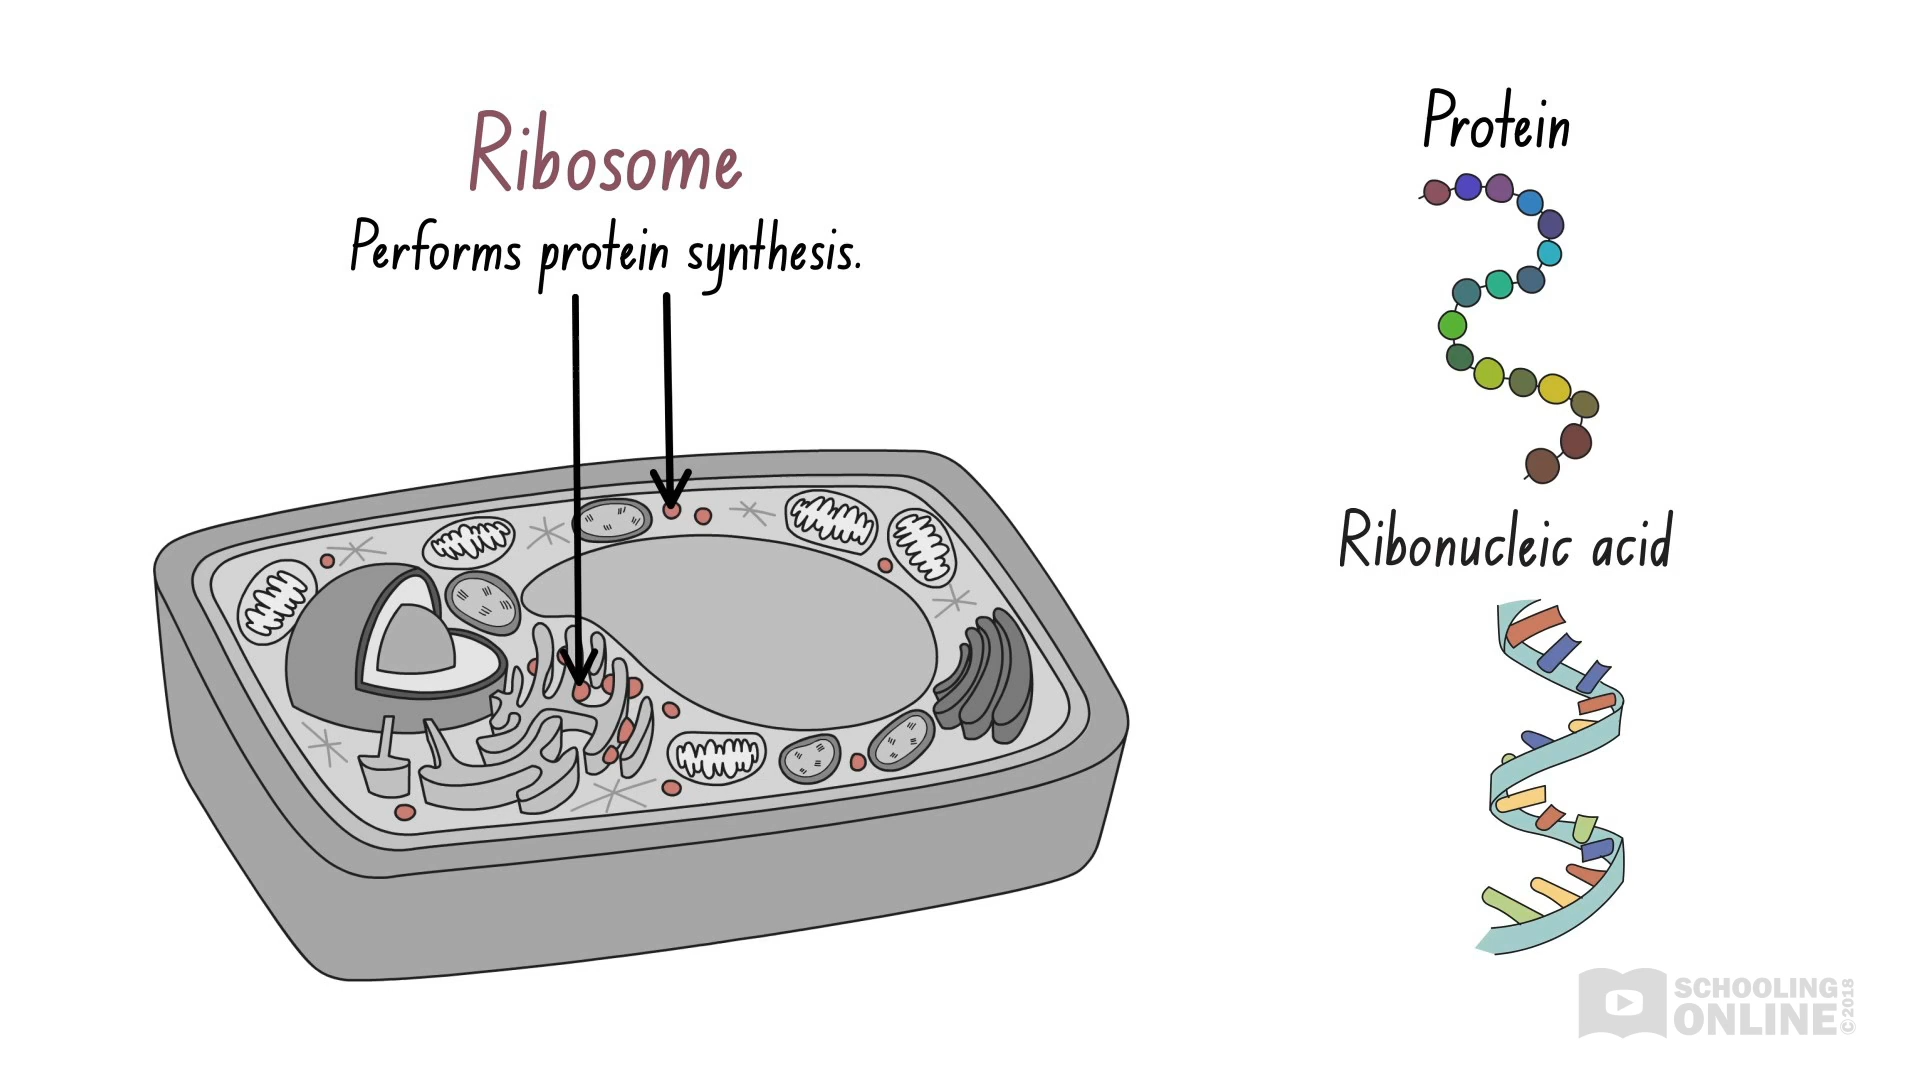 Ribosome
Performs protein synthesis.
Protein
Ribonucleic acid
SCHOOLING
ONLINE
©2018